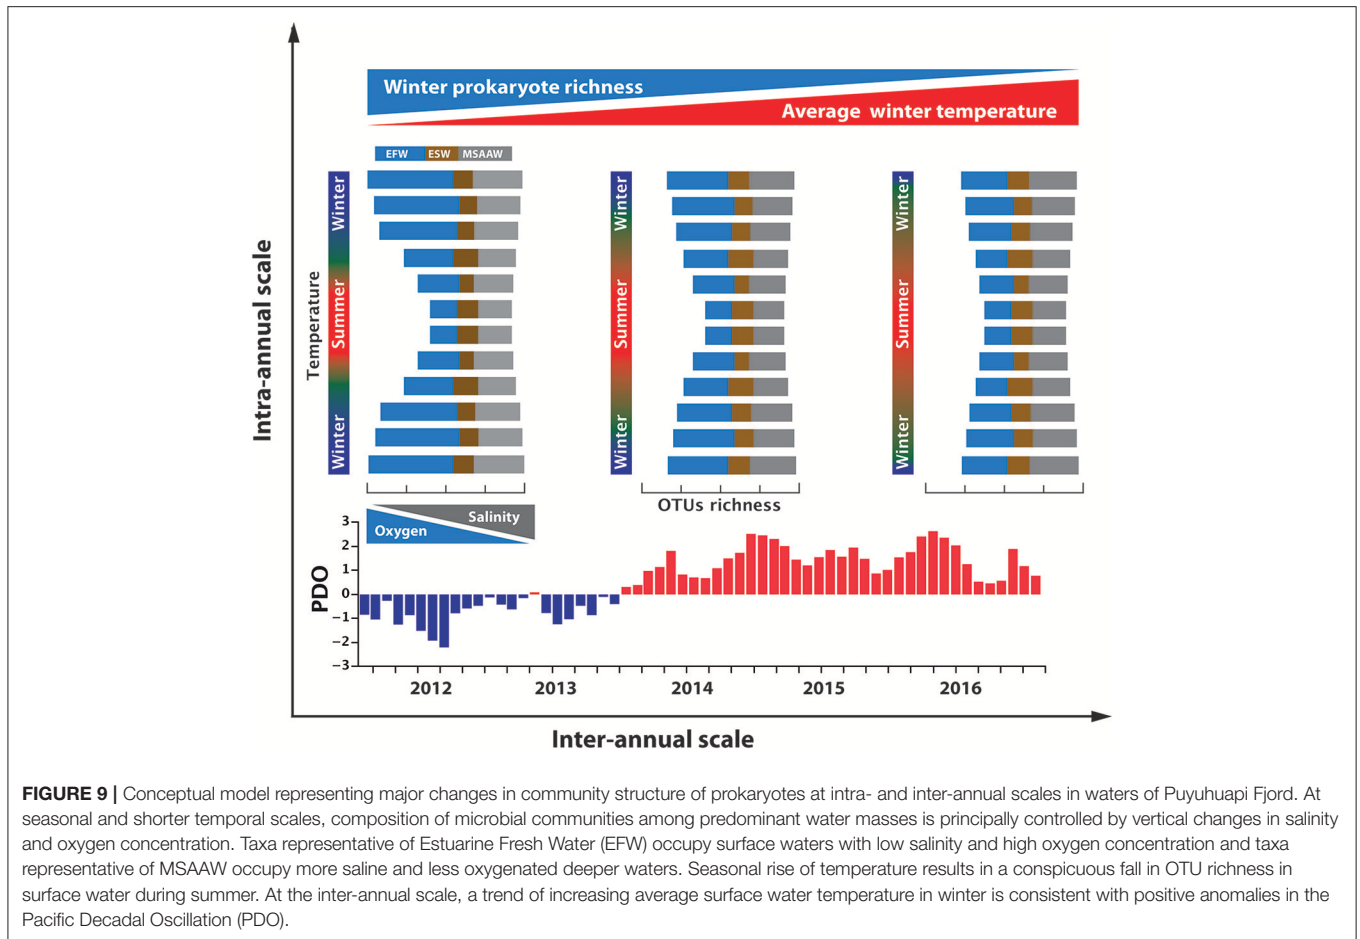 Winter prokaryote richness
Average winter temperature
EFW ESW MSAAW
Intra-annual scale
Temperature
Winter
Summer
Winter
Winter
Summer
Winter
Winter
Summer
Winter
OTUs richness
Salinity
Oxygen
PDO
3
2
1
0
−1
−2
−3
2012 2013 2014 2015 2016
Inter-annual scale
FIGURE 9 | Conceptual model representing major changes in community structure of prokaryotes at intra- and inter-annual scales in waters of Puyuhuapi Fjord. At
seasonal and shorter temporal scales, composition of microbial communities among predominant water masses is principally controlled by vertical changes in salinity
and oxygen concentration. Taxa representative of Estuarine Fresh Water (EFW) occupy surface waters with low salinity and high oxygen concentration and taxa
representative of MSAAW occupy more saline and less oxygenated deeper waters. Seasonal rise of temperature results in a conspicuous fall in OTU richness in
surface water during summer. At the inter-annual scale, a trend of increasing average surface water temperature in winter is consistent with positive anomalies in the
Pacific Decadal Oscillation (PDO).